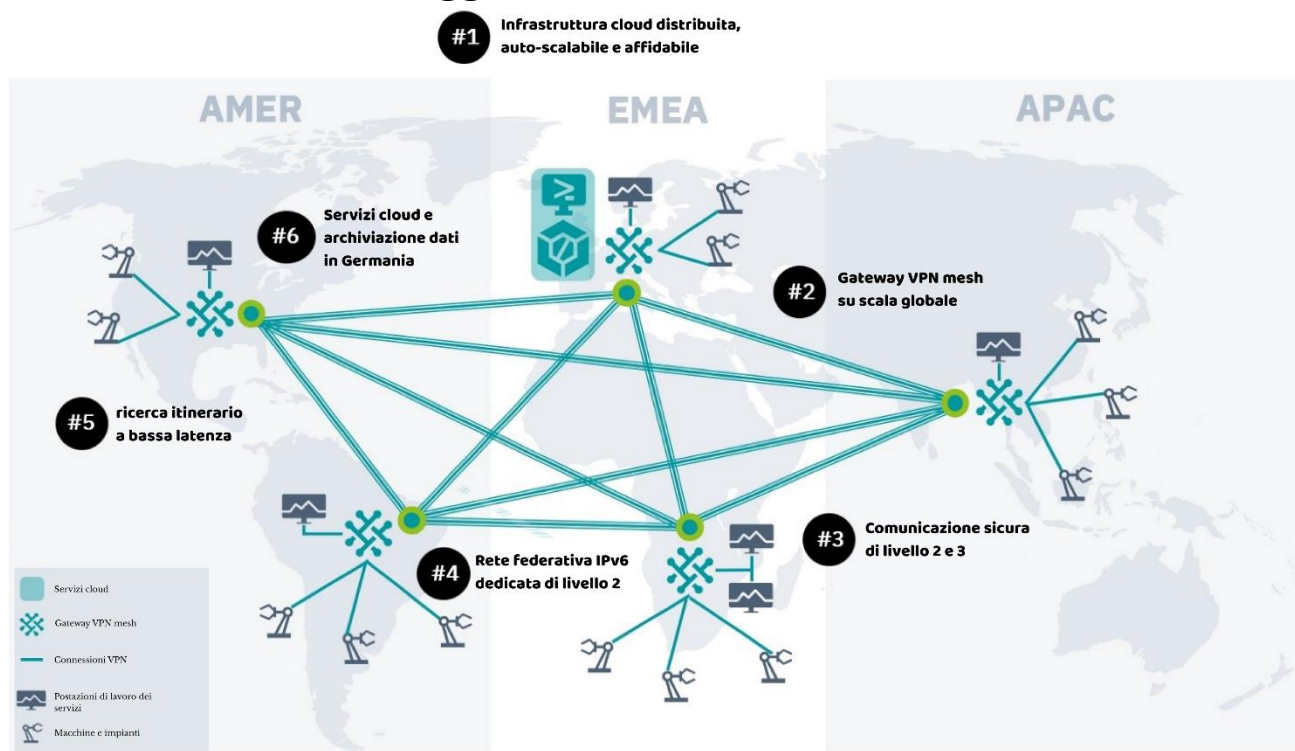 #1
Infrastruttura cloud distribuita,
auto-scalabile e affidabile
AMER
EMEA
APAC
#6
Servizi cloud e
archiviazione dati
in Germania
#2
Gateway VPN mesh
su scala globale
#5
ricerca itinerario
a bassa latenza
#3
Comunicazione sicura
di livello 2 e 3
#4
Rete federativa IPv6
dedicata di livello 2
Servizi cloud
Gateway VPN mesh
Connessioni VPN
Postazioni di lavoro dei
servizi
Macchine e impianti